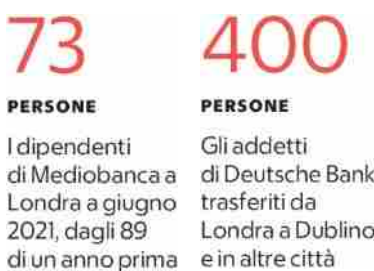 73
PERSONE
I dipendenti
di Mediobanca a
Londra a giugno
2021, dagli 89
di un anno prima
400
PERSONE
Gli addetti
di Deutsche Bank
trasferiti da
Londra a Dublino
e in altre città